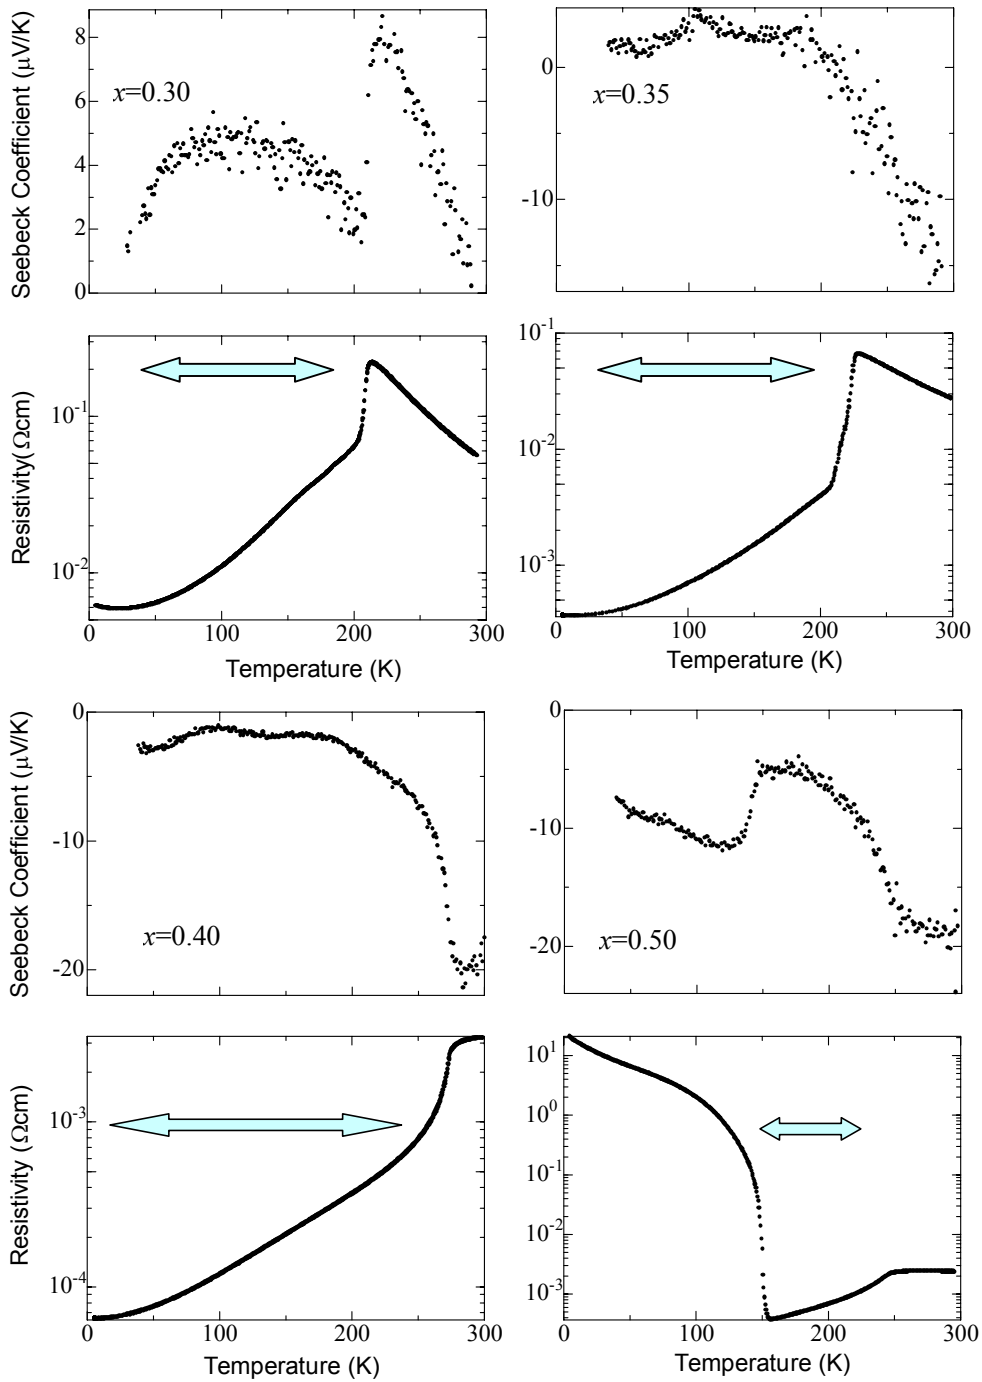 Seebeck Coefficient (μV/K)
8
6
4
2
0
x=0.30
0
-10
x=0.35
Resistivity(Ωcm)
10⁻¹
10⁻²
0 100 200 300
Temperature (K)
10⁻¹
10⁻²
10⁻³
0 100 200 300
Temperature (K)
Seebeck Coefficient (μV/K)
0
-10
-20
x=0.40
0
-10
-20
x=0.50
Resistivity (Ωcm)
10⁻³
10⁻⁴
0 100 200 300
Temperature (K)
10¹
10⁰
10⁻¹
10⁻²
10⁻³
0 100 200 300
Temperature (K)